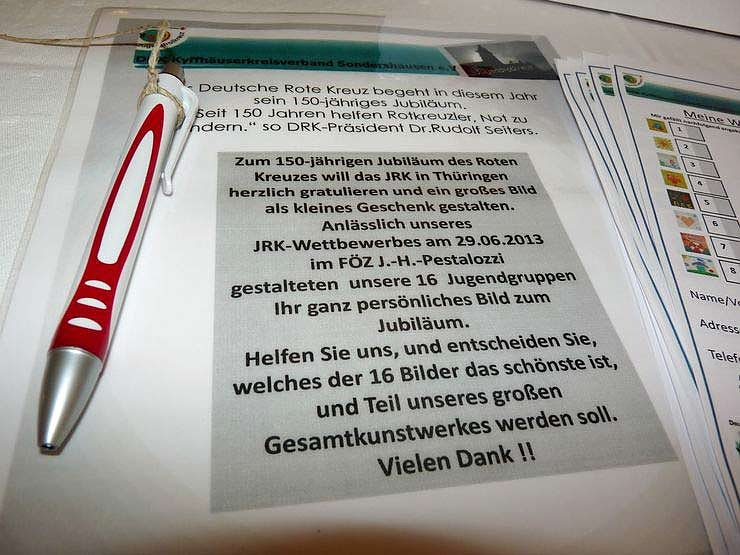 DRK Kyffhäuserkreisverband Sondershausen e.V
Deutsche Rote Kreuz begeht in diesem Jahr
sein 150-jähriges Jubiläum.
Seit 150 Jahren helfen Rotkreuzler, Not zu
ndern.“ so DRK-Präsident Dr.Rudolf Seiters.
Zum 150-jährigen Jubiläum des Roten
Kreuzes will das JRK in Thüringen
herzlich gratulieren und ein großes Bild
als kleines Geschenk gestalten.
Anlässlich unseres
JRK-Wettbewerbes am 29.06.2013
im FÖZ J.-H.-Pestalozzi
gestalteten unsere 16 Jugendgruppen
Ihr ganz persönliches Bild zum
Jubiläum.
Helfen Sie uns, und entscheiden Sie,
welches der 16 Bilder das schönste ist,
und Teil unseres großen
Gesamtkunstwerkes werden soll.
Vielen Dank !!
Meine W
Mir gefällt
1
2
3
4
5
6
7
8
Name/Vo
Adress
Telef